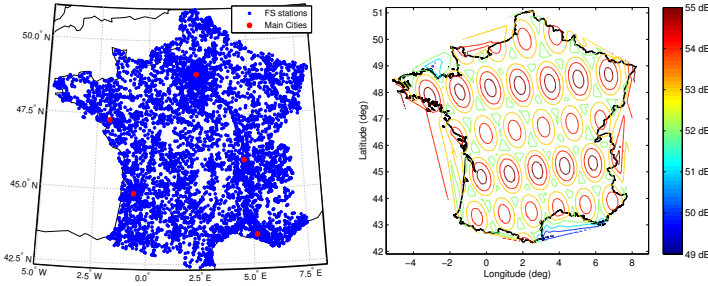 FS stations
Main Cities
50.0° N
47.5° N
45.0° N
42.5° N
5.0° W
2.5° W
0.0°
2.5° E
5.0° E
7.5° E
51
50
49
48
47
46
45
44
43
42
Latitude (deg)
−4
−2
0
2
4
6
8
Longitude (deg)
55 dE
54 dE
53 dE
52 dE
51 dE
50 dE
49 dE